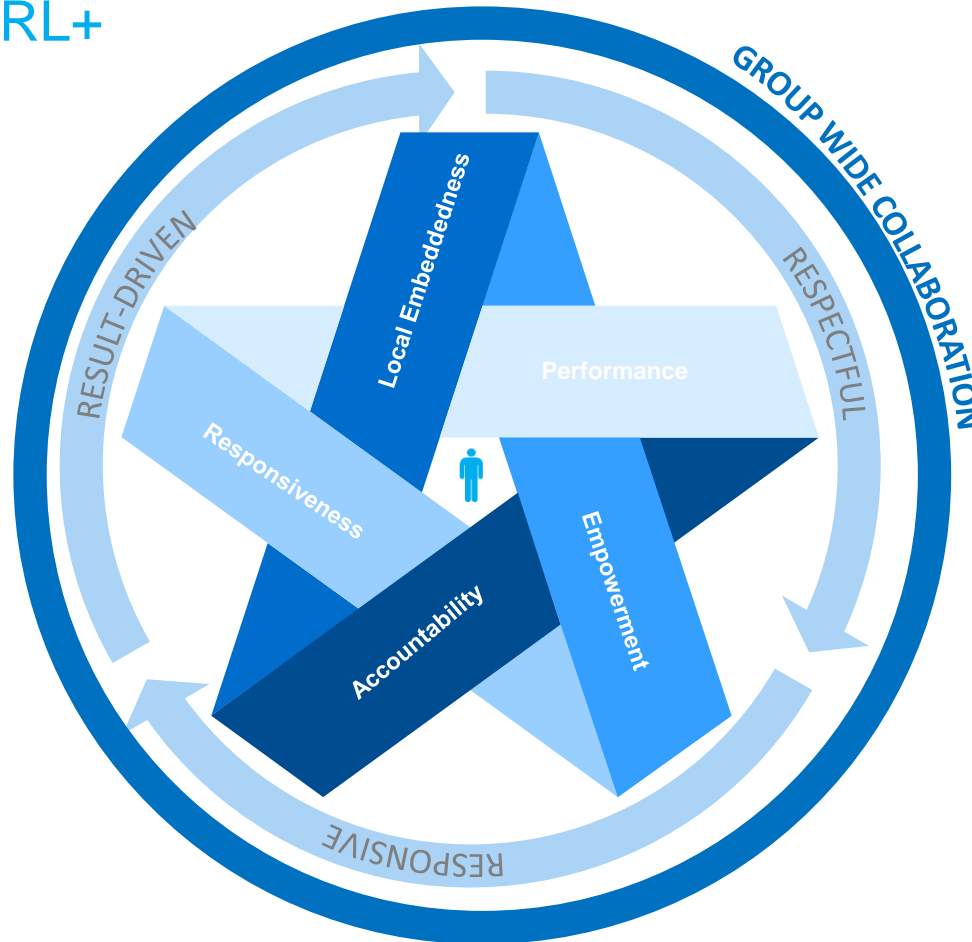 RL+
GROUP WIDE COLLABORATION
RESULT-DRIVEN
RESPECTFUL
Local Embeddedness
Performance
Responsiveness
Empowerment
Accountability
RESPONSIVE